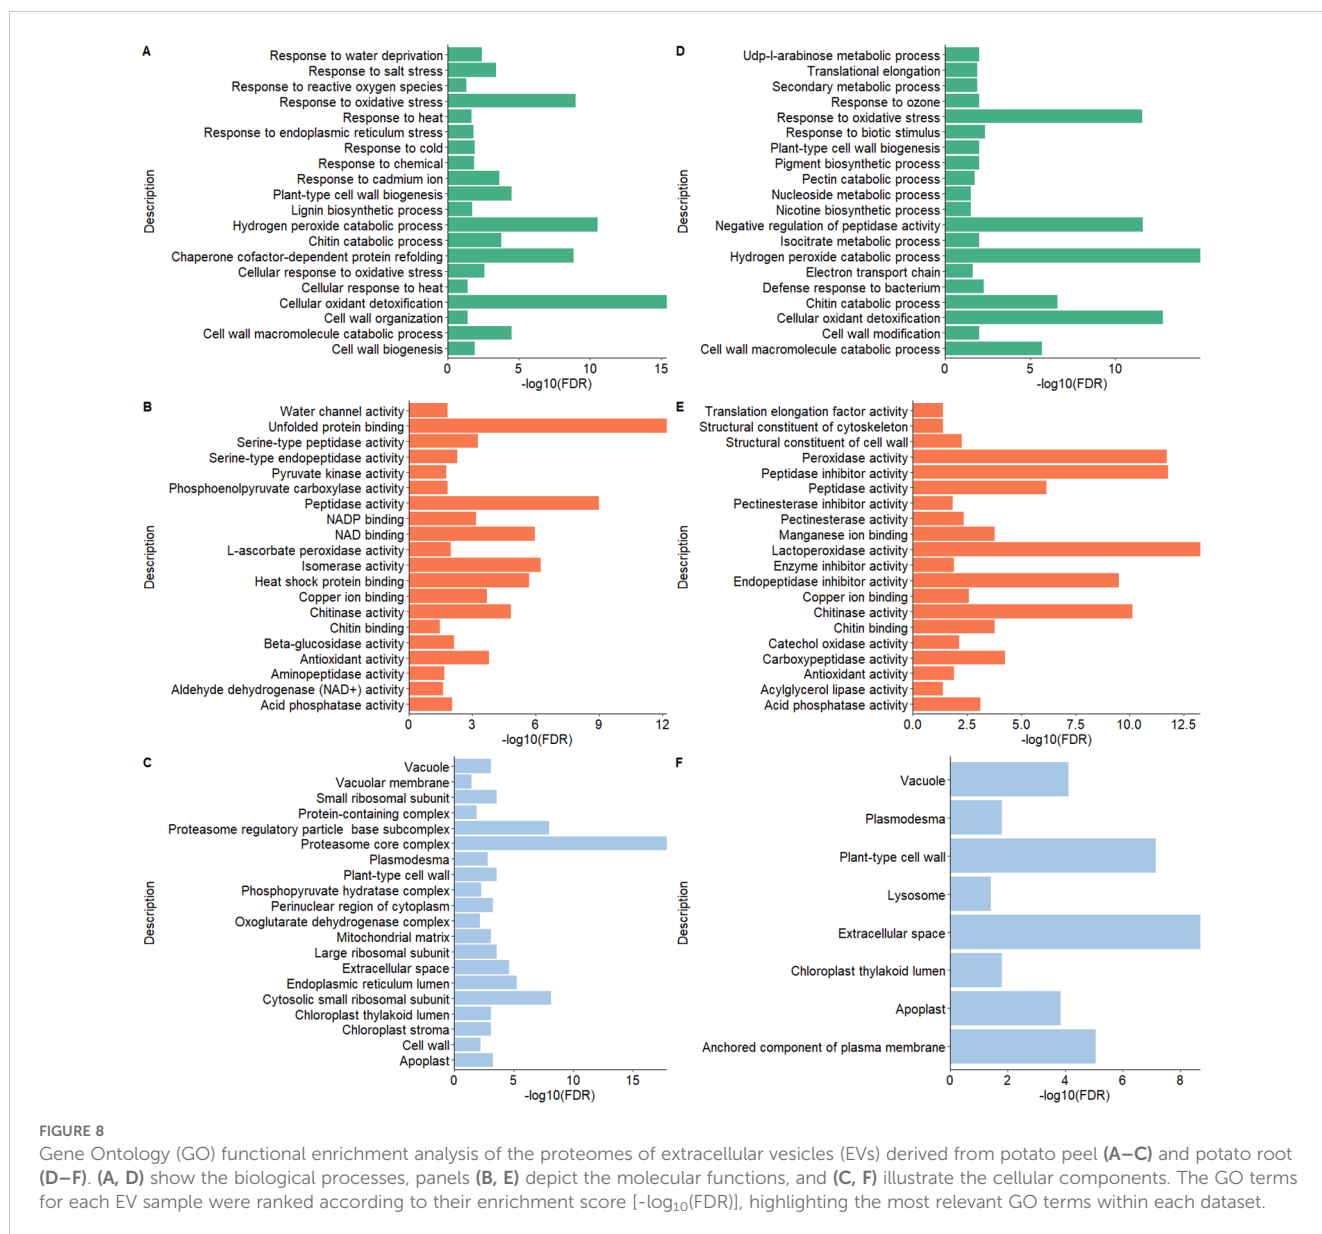 A
Response to water deprivation
Response to salt stress
Response to reactive oxygen species
Response to oxidative stress
Response to heat
Response to endoplasmic reticulum stress
Response to cold
Response to chemical
Response to cadmium ion
Plant-type cell wall biogenesis
Lignin biosynthetic process
Hydrogen peroxide catabolic process
Chitin catabolic process
Chaperone cofactor-dependent protein refolding
Cellular response to oxidative stress
Cellular response to heat
Cellular oxidant detoxification
Cell wall organization
Cell wall macromolecule catabolic process
Cell wall biogenesis
Description
0 5 10 15
-log10(FDR)
D
Udp-l-arabinose metabolic process
Translational elongation
Secondary metabolic process
Response to ozone
Response to oxidative stress
Response to biotic stimulus
Plant-type cell wall biogenesis
Pigment biosynthetic process
Pectin catabolic process
Nucleoside metabolic process
Nicotine biosynthetic process
Negative regulation of peptidase activity
Isocitrate metabolic process
Hydrogen peroxide catabolic process
Electron transport chain
Defense response to bacterium
Chitin catabolic process
Cellular oxidant detoxification
Cell wall modification
Cell wall macromolecule catabolic process
Description
0 5 10
-log10(FDR)
B
Water channel activity
Unfolded protein binding
Serine-type peptidase activity
Serine-type endopeptidase activity
Pyruvate kinase activity
Phosphoenolpyruvate carboxylase activity
Peptidase activity
NADP binding
NAD binding
L-ascorbate peroxidase activity
Isomerase activity
Heat shock protein binding
Copper ion binding
Chitinase activity
Chitin binding
Beta-glucosidase activity
Antioxidant activity
Aminopeptidase activity
Aldehyde dehydrogenase (NAD+) activity
Acid phosphatase activity
Description
0 3 6 9 12
-log10(FDR)
E
Translation elongation factor activity
Structural constituent of cytoskeleton
Structural constituent of cell wall
Peroxidase activity
Peptidase inhibitor activity
Peptidase activity
Pectinesterase inhibitor activity
Pectinesterase activity
Manganese ion binding
Lactoperoxidase activity
Enzyme inhibitor activity
Endopeptidase inhibitor activity
Copper ion binding
Chitinase activity
Chitin binding
Catechol oxidase activity
Carboxypeptidase activity
Antioxidant activity
Acylglycerol lipase activity
Acid phosphatase activity
Description
0.0 2.5 5.0 7.5 10.0 12.5
-log10(FDR)
C
Vacuole
Vacuolar membrane
Small ribosomal subunit
Protein-containing complex
Proteasome regulatory particle base subcomplex
Proteasome core complex
Plasmodesma
Plant-type cell wall
Phosphopyruvate hydratase complex
Perinuclear region of cytoplasm
Oxoglutarate dehydrogenase complex
Mitochondrial matrix
Large ribosomal subunit
Extracellular space
Endoplasmic reticulum lumen
Cytosolic small ribosomal subunit
Chloroplast thylakoid lumen
Chloroplast stroma
Cell wall
Apoplast
Description
0 5 10 15
-log10(FDR)
F
Vacuole
Plasmodesma
Plant-type cell wall
Lysosome
Extracellular space
Chloroplast thylakoid lumen
Apoplast
Anchored component of plasma membrane
Description
0 2 4 6 8
-log10(FDR)
FIGURE 8
Gene Ontology (GO) functional enrichment analysis of the proteomes of extracellular vesicles (EVs) derived from potato peel (A–C) and potato root
(D–F). (A, D) show the biological processes, panels (B, E) depict the molecular functions, and (C, F) illustrate the cellular components. The GO terms
for each EV sample were ranked according to their enrichment score [-log10(FDR)], highlighting the most relevant GO terms within each dataset.